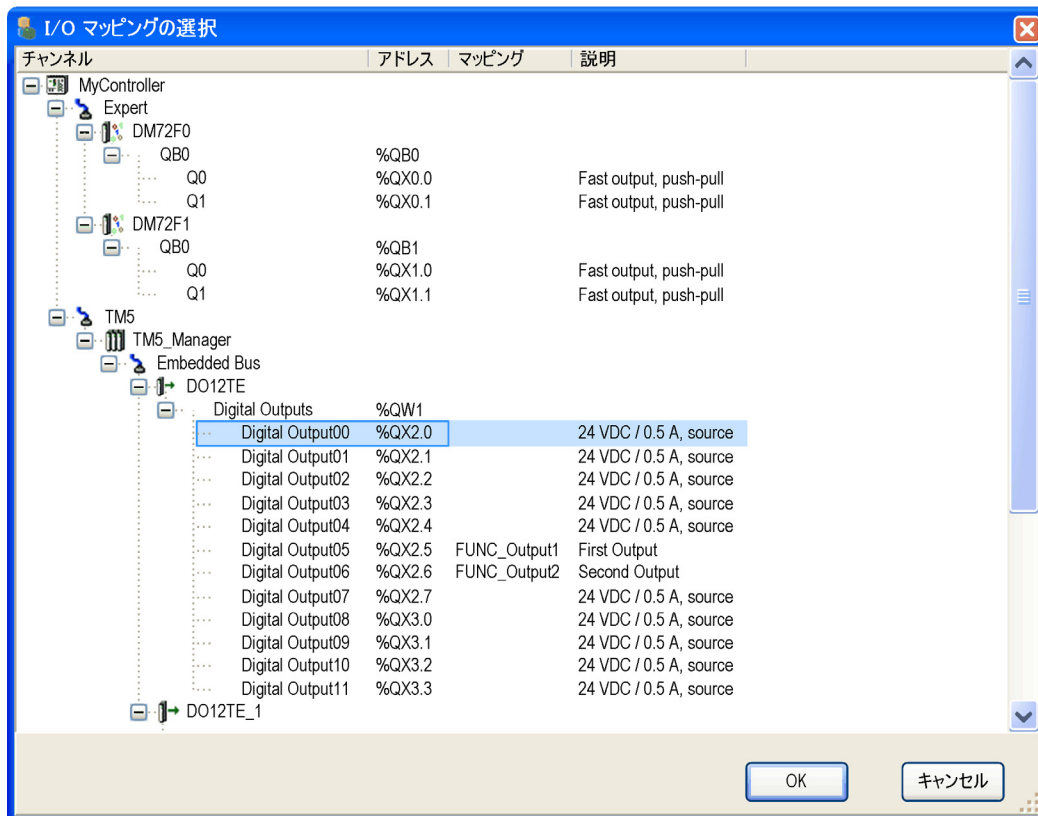 I/O マッピングの選択
チャンネル アドレス マッピング 説明
MyController
Expert
DM72F0
QB0 %QB0
Q0 %QX0.0 Fast output, push-pull
Q1 %QX0.1 Fast output, push-pull
DM72F1
QB0 %QB1
Q0 %QX1.0 Fast output, push-pull
Q1 %QX1.1 Fast output, push-pull
TM5
TM5_Manager
Embedded Bus
DO12TE
Digital Outputs %QW1
Digital Output00 %QX2.0 24 VDC / 0.5 A, source
Digital Output01 %QX2.1 24 VDC / 0.5 A, source
Digital Output02 %QX2.2 24 VDC / 0.5 A, source
Digital Output03 %QX2.3 24 VDC / 0.5 A, source
Digital Output04 %QX2.4 24 VDC / 0.5 A, source
Digital Output05 %QX2.5 FUNC_Output1 First Output
Digital Output06 %QX2.6 FUNC_Output2 Second Output
Digital Output07 %QX2.7 24 VDC / 0.5 A, source
Digital Output08 %QX3.0 24 VDC / 0.5 A, source
Digital Output09 %QX3.1 24 VDC / 0.5 A, source
Digital Output10 %QX3.2 24 VDC / 0.5 A, source
Digital Output11 %QX3.3 24 VDC / 0.5 A, source
DO12TE_1
OK キャンセル